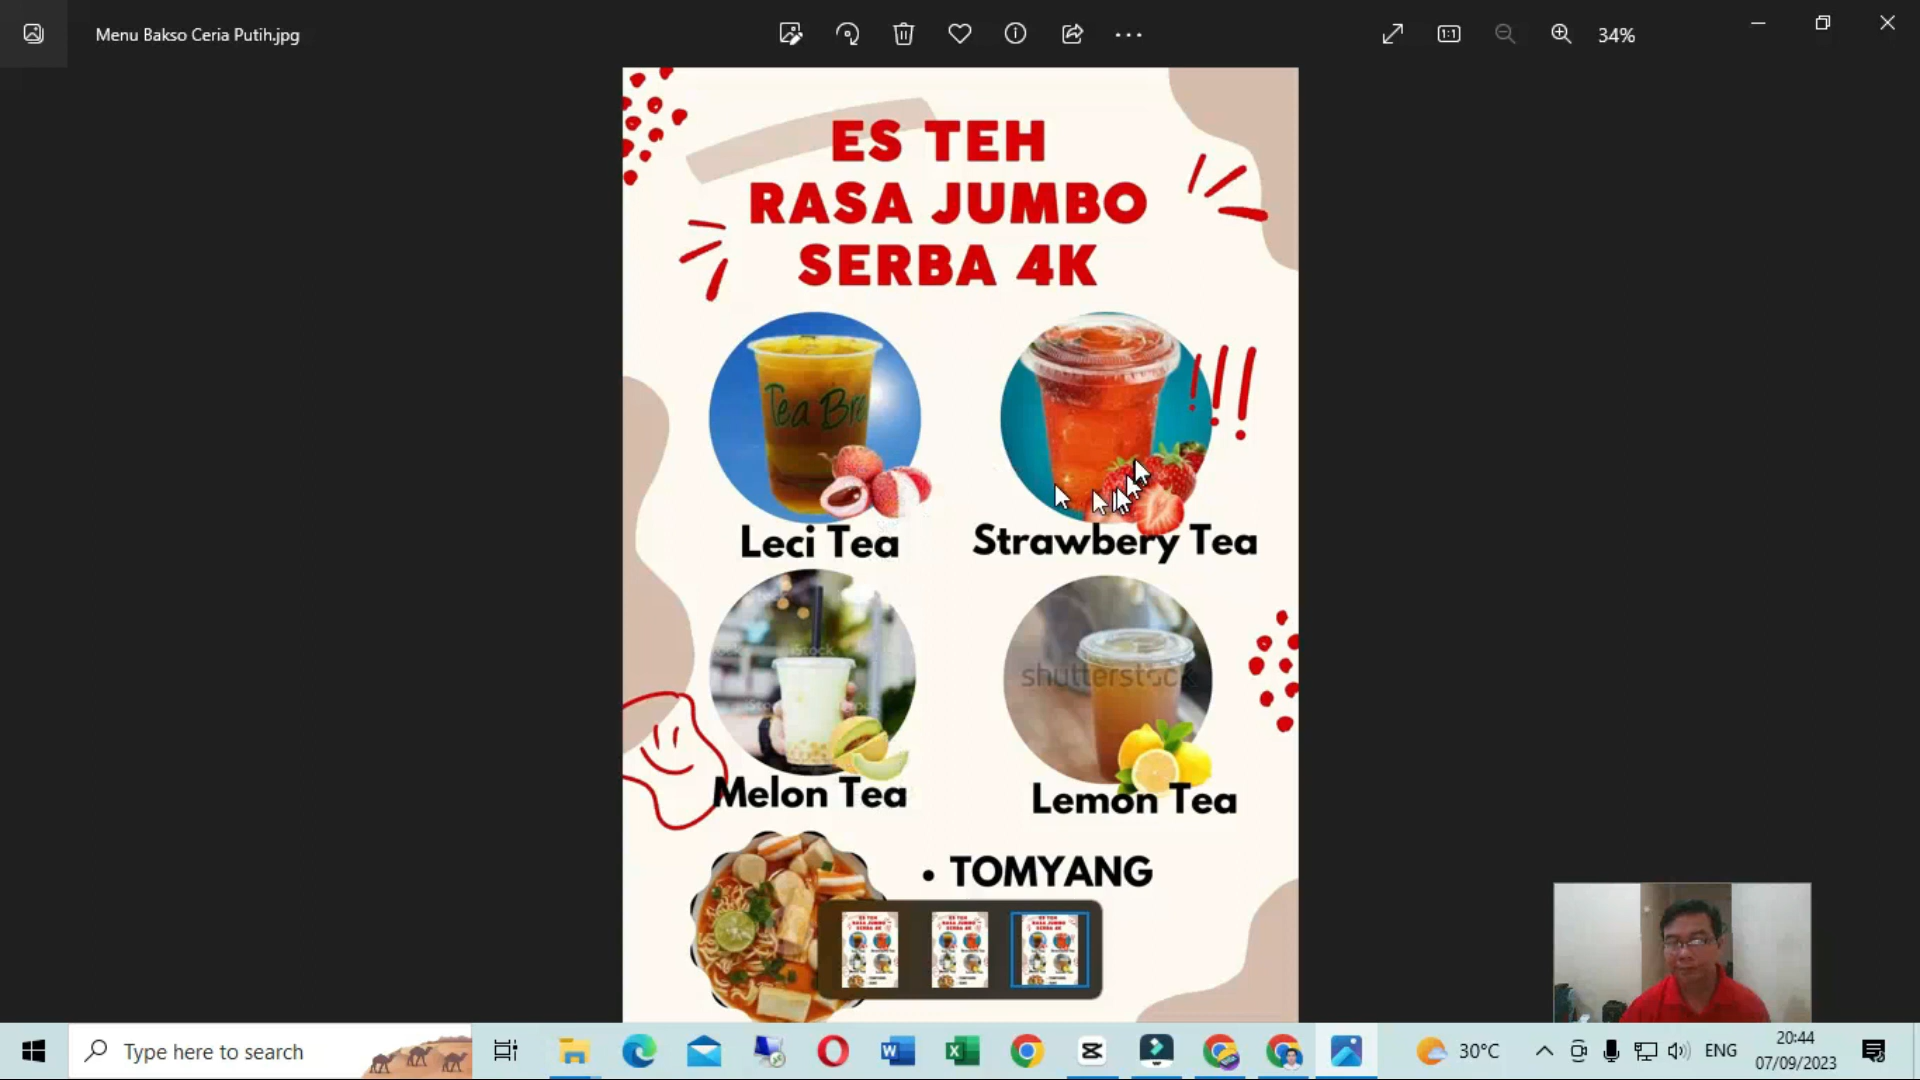 Menu Bakso Ceria Putih.jpg
34%
ES TEH
RASA JUMBO
SERBA 4K
Tea Bre
Leci Tea
Strawbery Tea
iStock
shutterstock
Melon Tea
Lemon Tea
• TOMYANG
Type here to search
30°C
ENG
20:44
07/09/2023